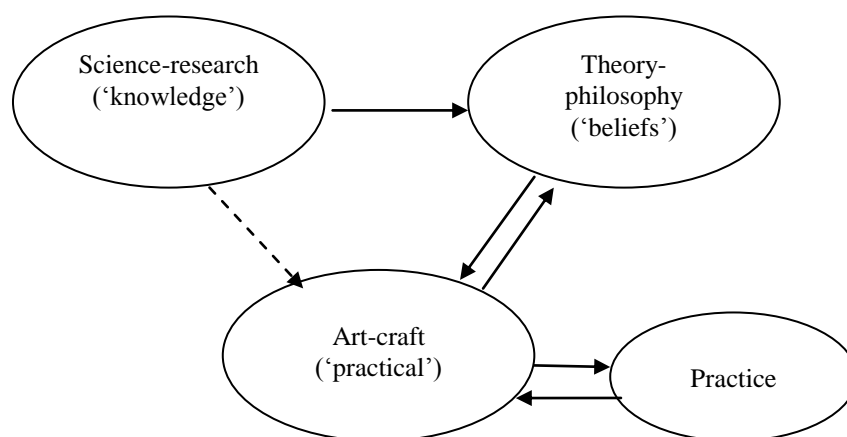 Science-research
(‘knowledge’)
Theory-
philosophy
(‘beliefs’)
Art-craft
(‘practical’)
Practice